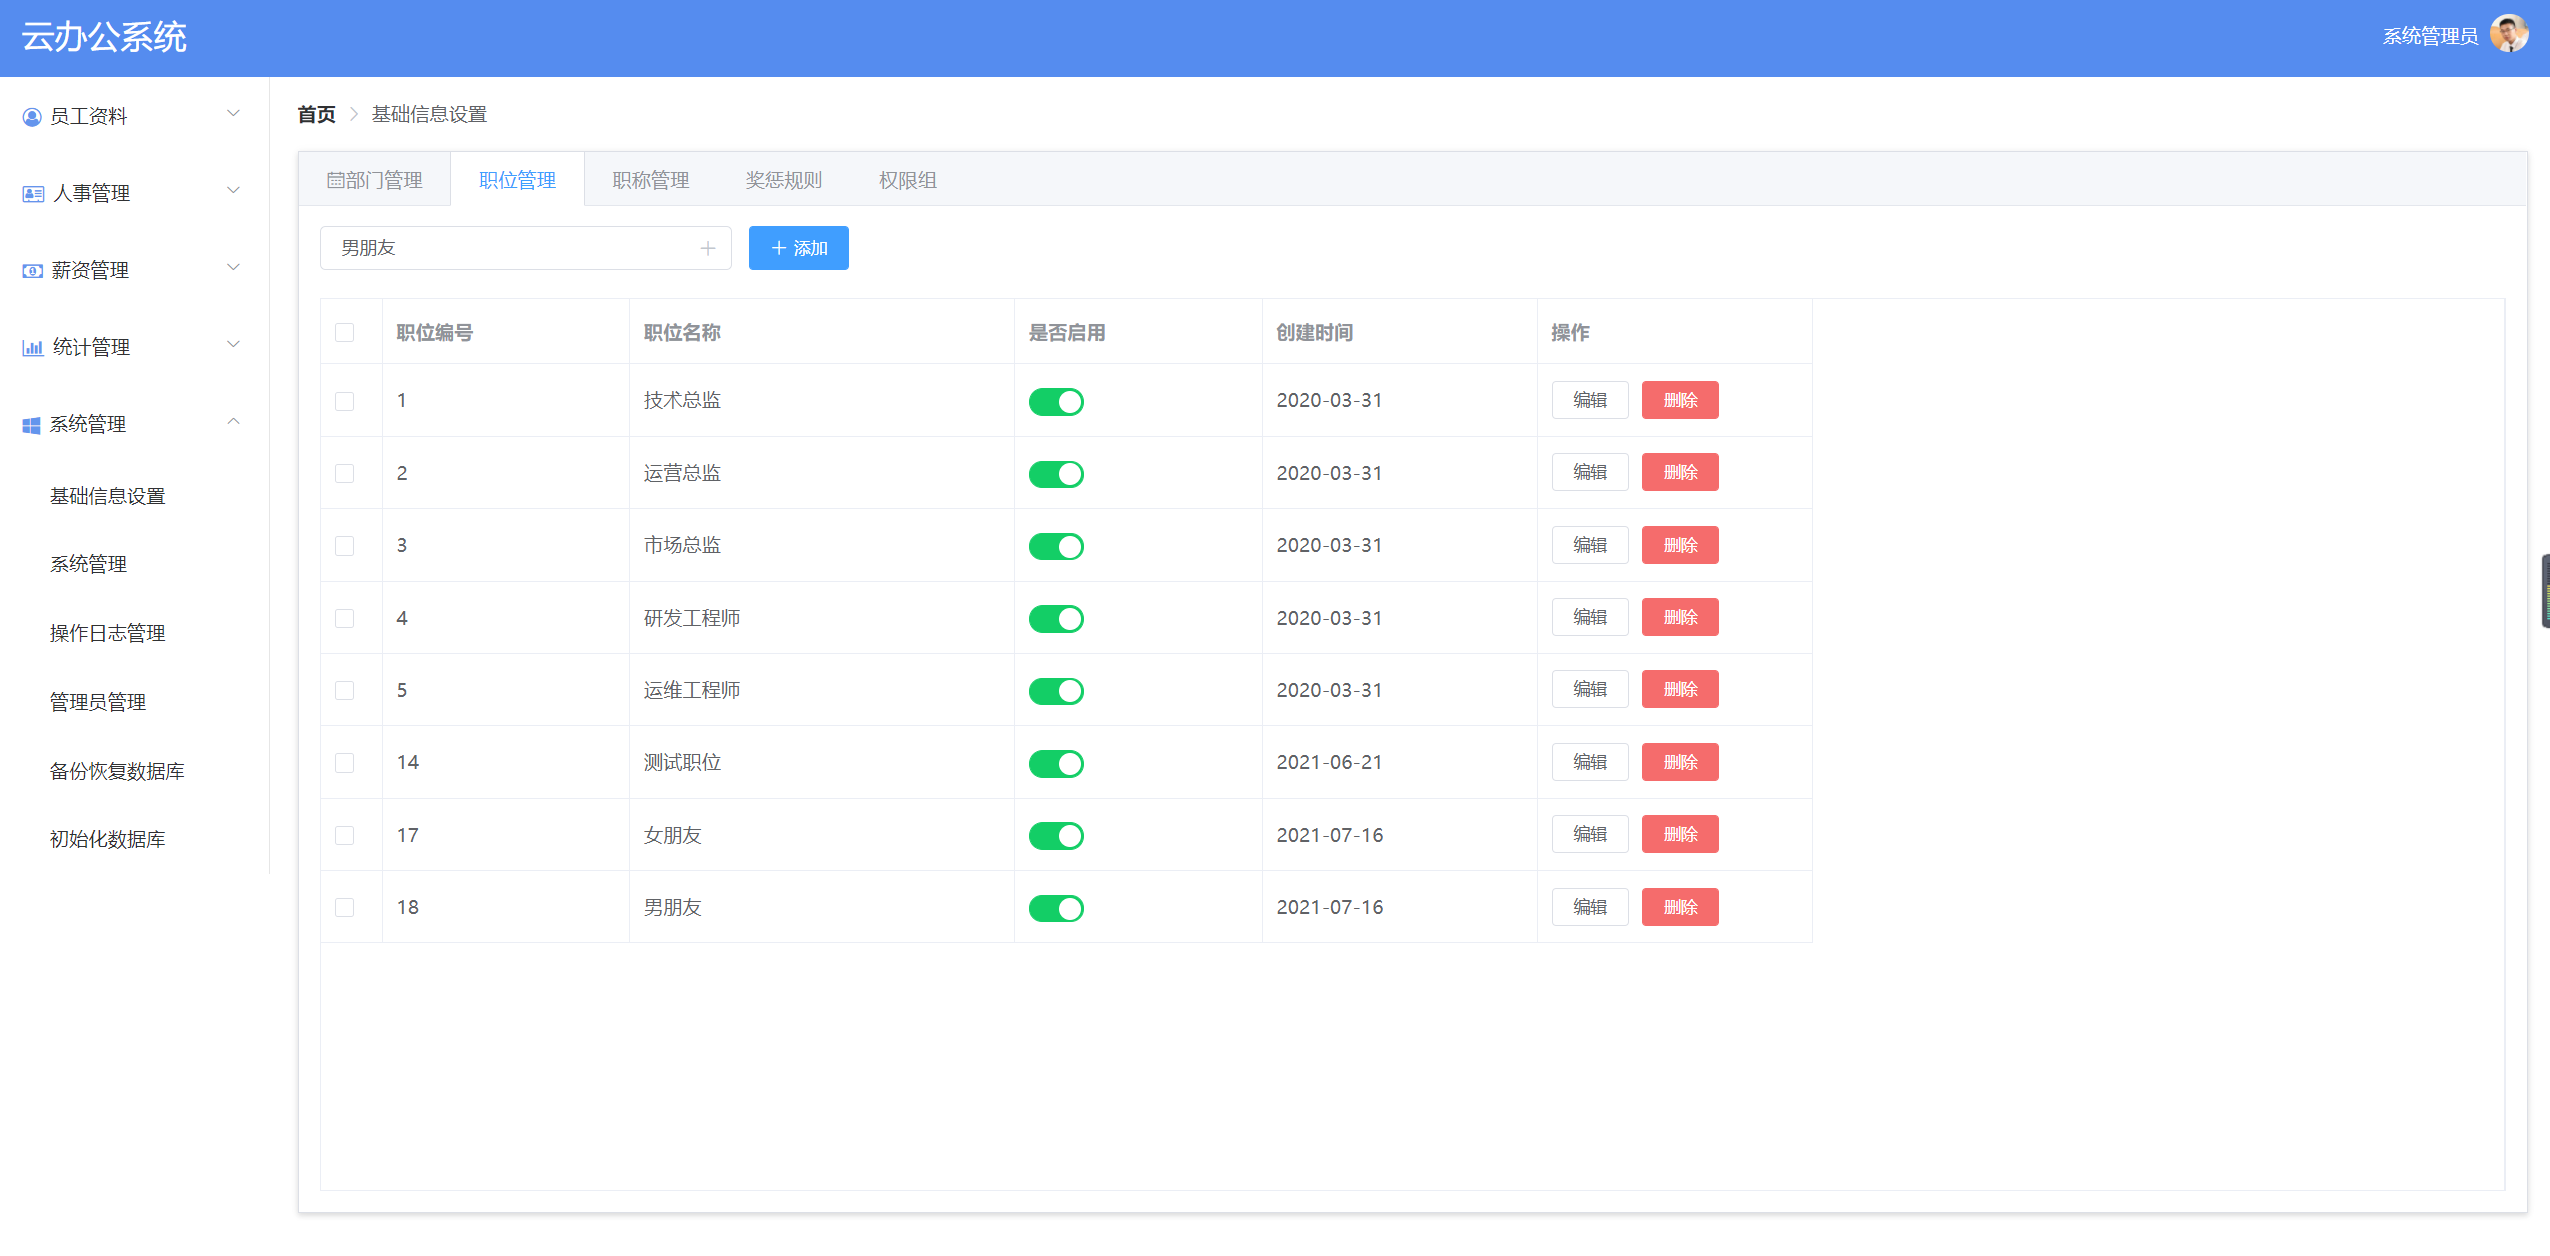 云办公系统
系统管理员
员工资料
人事管理
薪资管理
统计管理
系统管理
基础信息设置
系统管理
操作日志管理
管理员管理
备份恢复数据库
初始化数据库
首页 > 基础信息设置
部门管理 职位管理 职称管理 奖惩规则 权限组
男朋友 + + 添加
职位编号 职位名称 是否启用 创建时间 操作
1 技术总监 2020-03-31 编辑 删除
2 运营总监 2020-03-31 编辑 删除
3 市场总监 2020-03-31 编辑 删除
4 研发工程师 2020-03-31 编辑 删除
5 运维工程师 2020-03-31 编辑 删除
14 测试职位 2021-06-21 编辑 删除
17 女朋友 2021-07-16 编辑 删除
18 男朋友 2021-07-16 编辑 删除